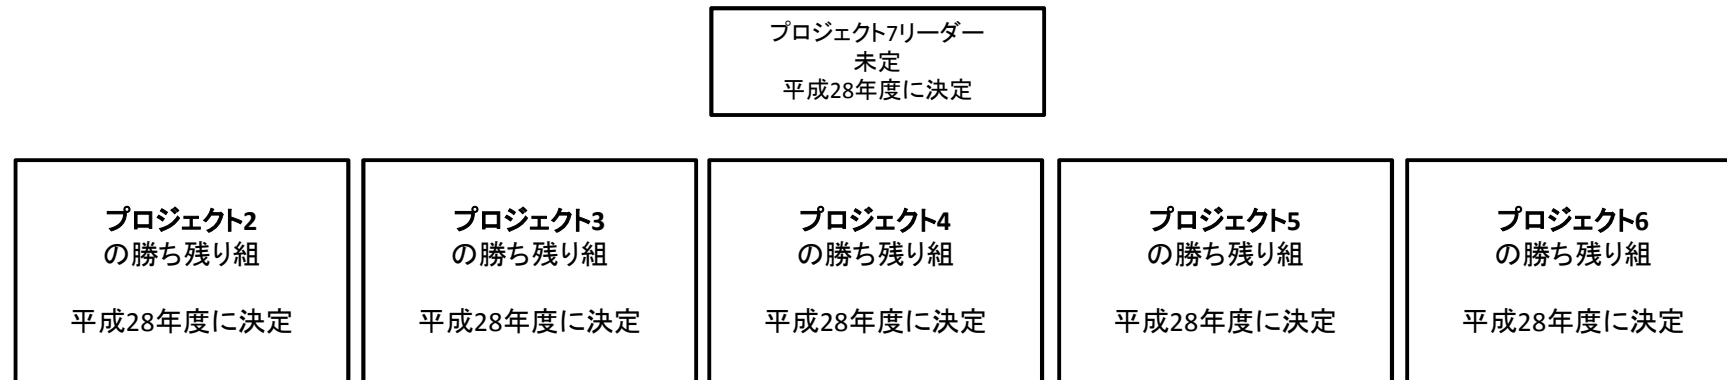 プロジェクト7リーダー
未定
平成28年度に決定
プロジェクト2
の勝ち残り組
平成28年度に決定
プロジェクト3
の勝ち残り組
平成28年度に決定
プロジェクト4
の勝ち残り組
平成28年度に決定
プロジェクト5
の勝ち残り組
平成28年度に決定
プロジェクト6
の勝ち残り組
平成28年度に決定